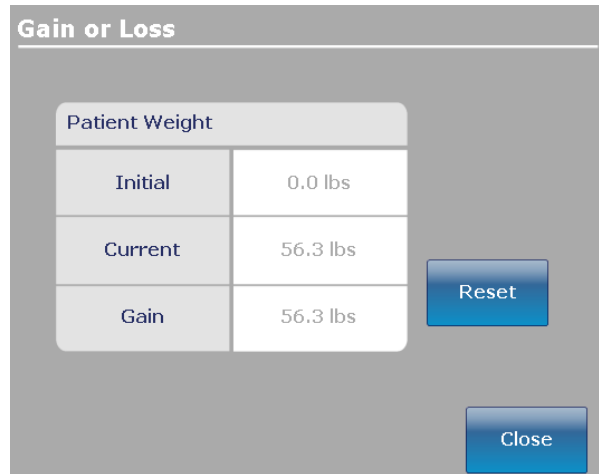 Gain or Loss
Patient Weight
Initial 0.0 lbs
Current 56.3 lbs
Gain 56.3 lbs
Reset
Close